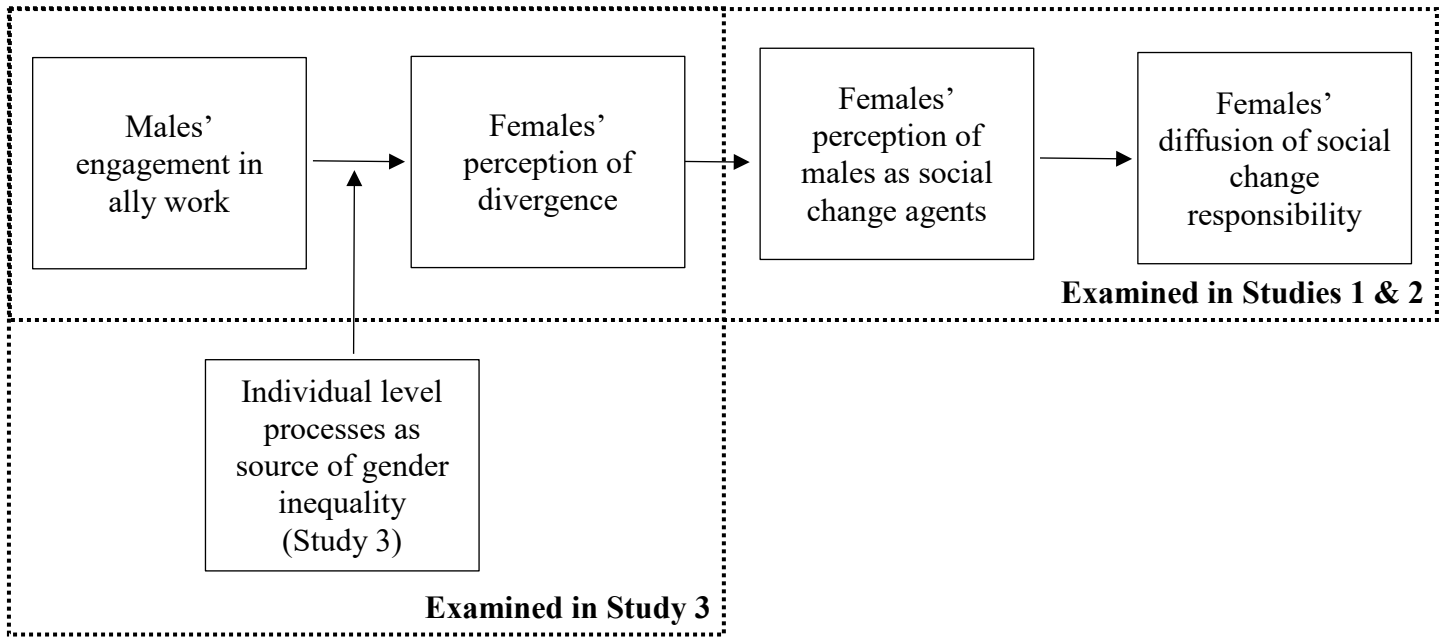 Males’
engagement in
ally work
Females’
perception of
divergence
Females’
perception of
males as social
change agents
Females’
diffusion of social
change
responsibility
Examined in Studies 1 & 2
Individual level
processes as
source of gender
inequality
(Study 3)
Examined in Study 3